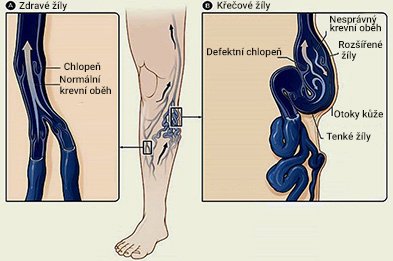 A Zdravé žíly
Chlopeň
Normální
krevní oběh
B Křečové žíly
Nesprávný
krevní oběh
Defektní chlopeň
Rozšířené
žíly
Otoky kůže
Tenké žíly